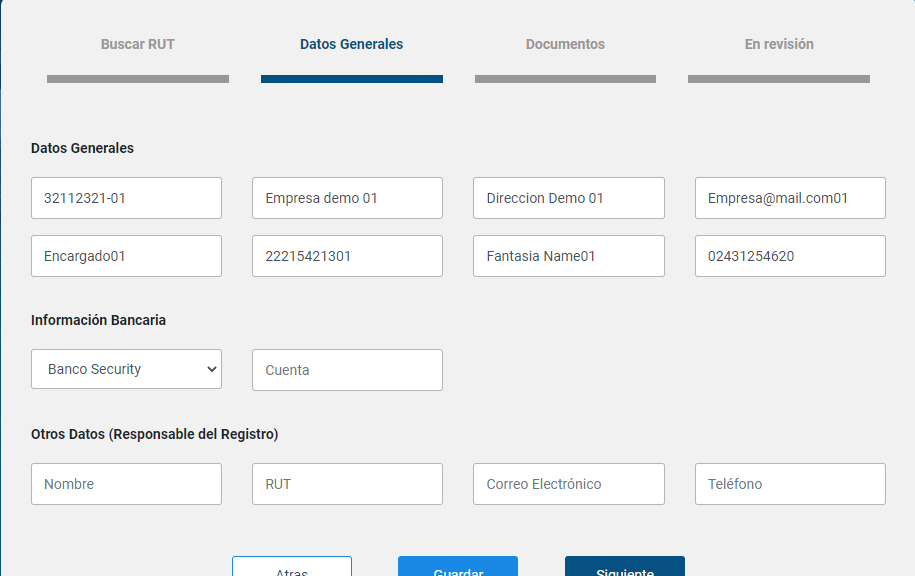 Buscar RUT Datos Generales Documentos En revisión
Datos Generales
32112321-01 Empresa demo 01 Direccion Demo 01 Empresa@mail.com01
Encargado01 22215421301 Fantasia Name01 02431254620
Información Bancaria
Banco Security Cuenta
Otros Datos (Responsable del Registro)
Nombre RUT Correo Electrónico Teléfono
Atras Guardar Siguiente